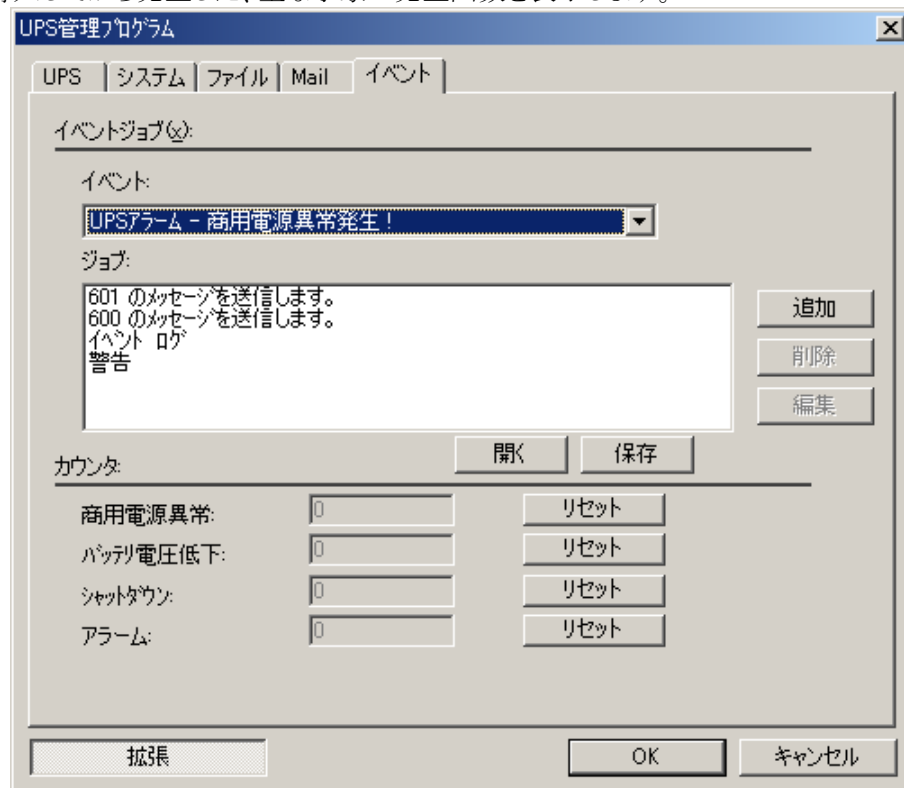 UPS管理ﾌﾟﾛｸﾞﾗﾑ
UPS システム ファイル Mail イベント
イベントジョブ(x):
イベント:
UPSｱﾗｰﾑ - 商用電源異常発生！
ジョブ:
601 のﾒｯｾｰｼﾞを送信します。
600 のﾒｯｾｰｼﾞを送信します。
ｲﾍﾞﾝﾄ ﾛｸﾞ
警告
追加
削除
編集
開く 保存
カウンタ:
商用電源異常: 0 リセット
ﾊﾞｯﾃﾘ電圧低下: 0 リセット
ｼｬｯﾄﾀﾞｳﾝ: 0 リセット
アラーム: 0 リセット
拡張 OK キャンセル